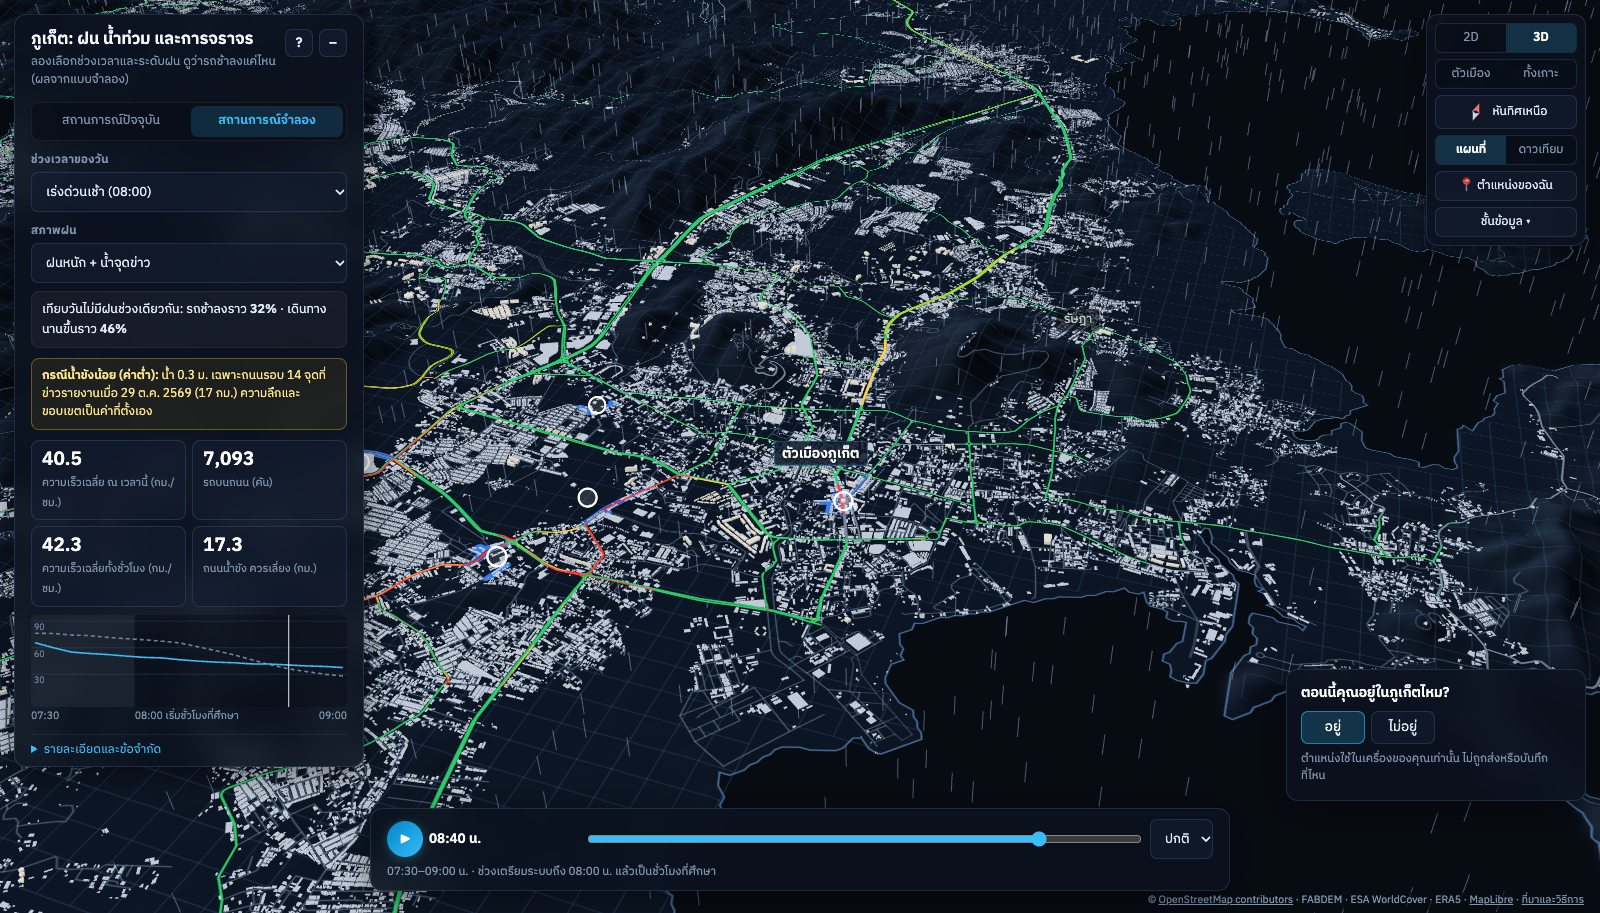 ภูเก็ต: ฝน น้ำท่วม และการจราจร
?
–
ลองเลือกช่วงเวลาและระดับฝน ดูว่ารถช้าลงแค่ไหน
(ผลจากแบบจำลอง)
สถานการณ์ปัจจุบัน
สถานการณ์จำลอง
ช่วงเวลาของวัน
เร่งด่วนเช้า (08:00)
สภาพฝน
ฝนหนัก + น้ำจุดข่าว
เทียบวันไม่มีฝนช่วงเดียวกัน: รถช้าลงราว 32% · เดินทาง
นานขึ้นราว 46%
กรณีน้ำขังน้อย (ค่าต่ำ): น้ำ 0.3 ม. เฉพาะถนนรอบ 14 จุดที่
ข่าวรายงานเมื่อ 29 ต.ค. 2569 (17 กม.) ความลึกและ
ขอบเขตเป็นค่าที่ตั้งเอง
40.5
ความเร็วเฉลี่ย ณ เวลานี้ (กม./
ชม.)
7,093
รถบนถนน (คัน)
42.3
ความเร็วเฉลี่ยทั้งชั่วโมง (กม./
ชม.)
17.3
ถนนน้ำขัง ควรเลี่ยง (กม.)
90
60
30
07:30
08:00 เริ่มชั่วโมงที่ศึกษา
09:00
▶ รายละเอียดและข้อจำกัด
รัษฎา
ตัวเมืองภูเก็ต
2D
3D
ตัวเมือง
ทั้งเกาะ
หันทิศเหนือ
แผนที่
ดาวเทียม
ตำแหน่งของฉัน
ชั้นข้อมูล ▾
ตอนนี้คุณอยู่ในภูเก็ตไหม?
อยู่
ไม่อยู่
ตำแหน่งใช้ในเครื่องของคุณเท่านั้น ไม่ถูกส่งหรือบันทึก
ที่ไหน
08:40 น.
ปกติ
07:30–09:00 น. · ช่วงเตรียมระบบถึง 08:00 น. แล้วเป็นชั่วโมงที่ศึกษา
© OpenStreetMap contributors · FABDEM · ESA WorldCover · ERA5 · MapLibre · ที่มาและวิธีการ